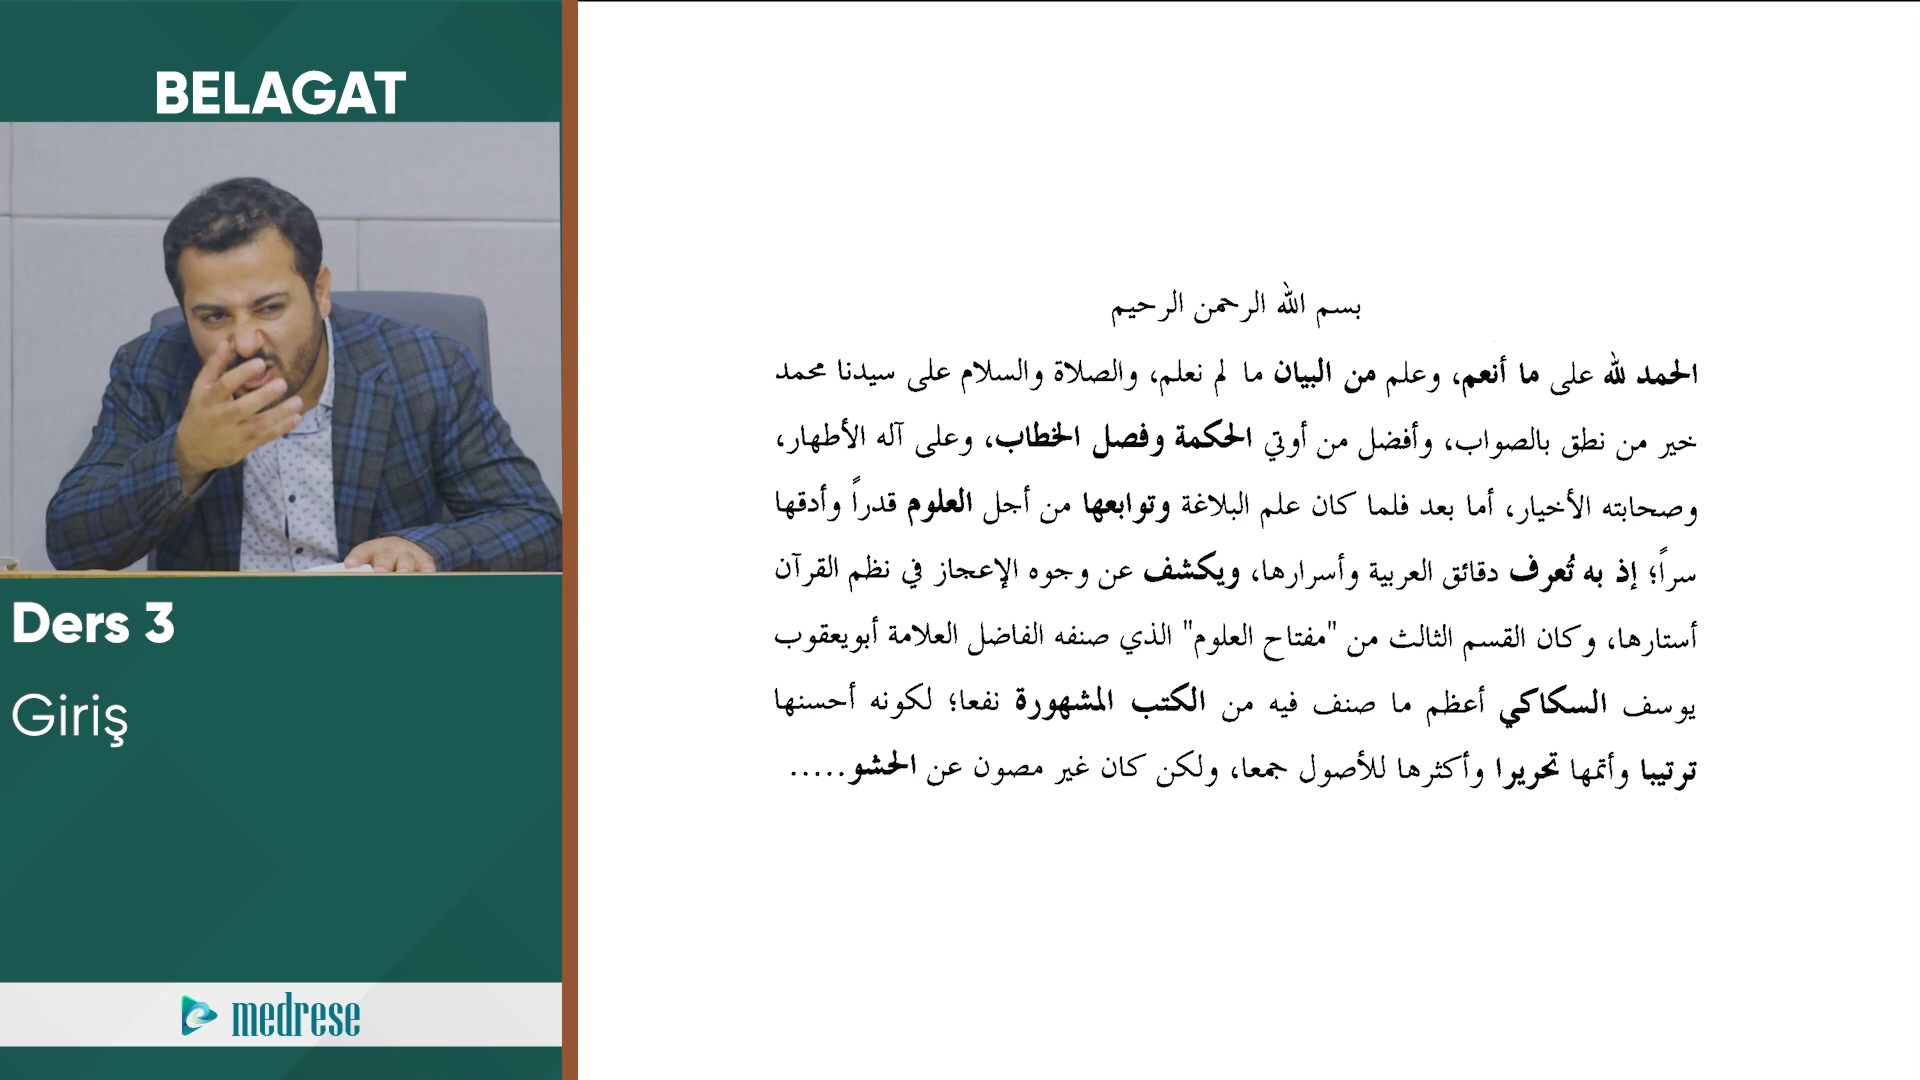 BELAGAT
Ders 3
Giriş
medrese
بسم الله الرحمن الرحيم
الحمد لله على ما أنعم، وعلم من البيان ما لم نعلم، والصلاة والسلام على سيدنا محمد
خير من نطق بالصواب، وأفضل من أوتي الحكمة وفصل الخطاب، وعلى آله الأطهار،
وصحابته الأخيار، أما بعد فلما كان علم البلاغة وتوابعها من أجل العلوم قدراً وأدقها
سراً؛ إذ به تُعرف دقائق العربية وأسرارها، ويكشف عن وجوه الإعجاز في نظم القرآن
أستارها، وكان القسم الثالث من "مفتاح العلوم" الذي صنفه الفاضل العلامة أبويعقوب
يوسف السكاكي أعظم ما صنف فيه من الكتب المشهورة نفعا؛ لكونه أحسنها
ترتيبا وأتمها تحريرا وأكثرها للأصول جمعا، ولكن كان غير مصون عن الحشو.....